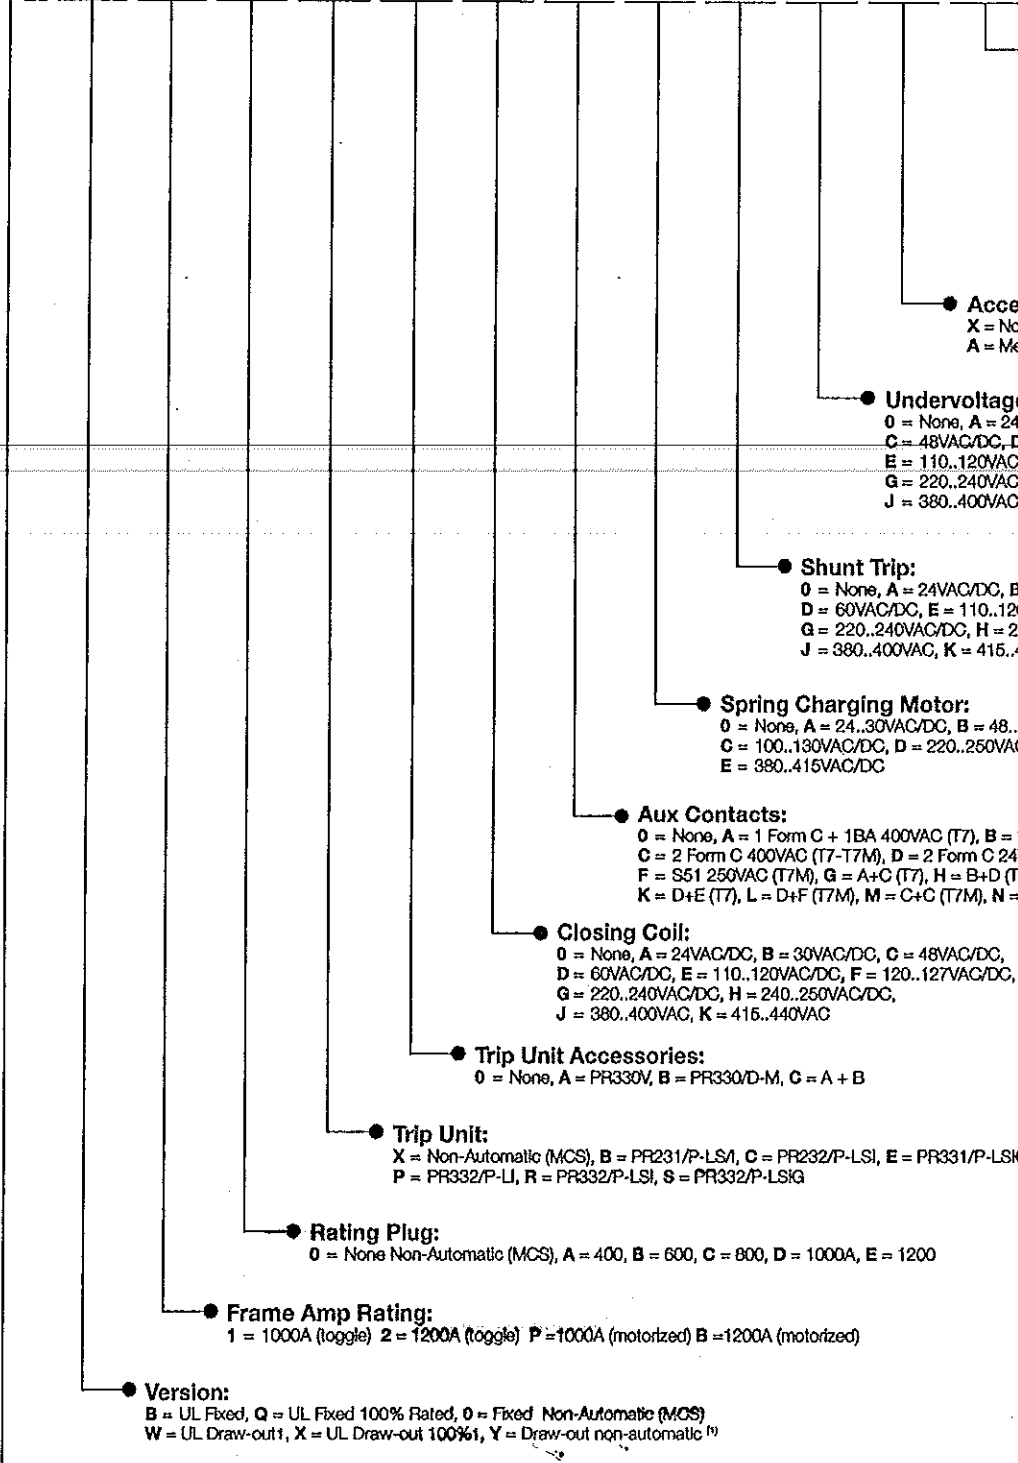 Acce
X = No
A = Me
Undervoltage
0 = None, A = 24
C = 48VAC/DC, D
E = 110..120VAC
G = 220..240VAC
J = 380..400VAC
Shunt Trip:
0 = None, A = 24VAC/DC, B
D = 60VAC/DC, E = 110..120
G = 220..240VAC/DC, H = 2
J = 380..400VAC, K = 415..4
Spring Charging Motor:
0 = None, A = 24..30VAC/DC, B = 48..
C = 100..130VAC/DC, D = 220..250VAC
E = 380..415VAC/DC
Aux Contacts:
0 = None, A = 1 Form C + 1BA 400VAC (T7), B =
C = 2 Form C 400VAC (T7-T7M), D = 2 Form C 24
F = S51 250VAC (T7M), G = A+C (T7), H = B+D (T
K = D+E (T7), L = D+F (T7M), M = C+C (T7M), N =
Closing Coil:
0 = None, A = 24VAC/DC, B = 30VAC/DC, C = 48VAC/DC,
D = 60VAC/DC, E = 110..120VAC/DC, F = 120..127VAC/DC,
G = 220..240VAC/DC, H = 240..250VAC/DC,
J = 380..400VAC, K = 415..440VAC
Trip Unit Accessories:
0 = None, A = PR330V, B = PR330/D-M, C = A + B
Trip Unit:
X = Non-Automatic (MCS), B = PR231/P-LS/I, C = PR232/P-LSI, E = PR331/P-LSIG
P = PR332/P-LI, R = PR332/P-LSI, S = PR332/P-LSIG
Rating Plug:
0 = None Non-Automatic (MCS), A = 400, B = 600, C = 800, D = 1000A, E = 1200
Frame Amp Rating:
1 = 1000A (toggle) 2 = 1200A (toggle) P =1000A (motorized) B =1200A (motorized)
Version:
B = UL Fixed, Q = UL Fixed 100% Rated, 0 = Fixed Non-Automatic (MCS)
W = UL Draw-out1, X = UL Draw-out 100%1, Y = Draw-out non-automatic (1)